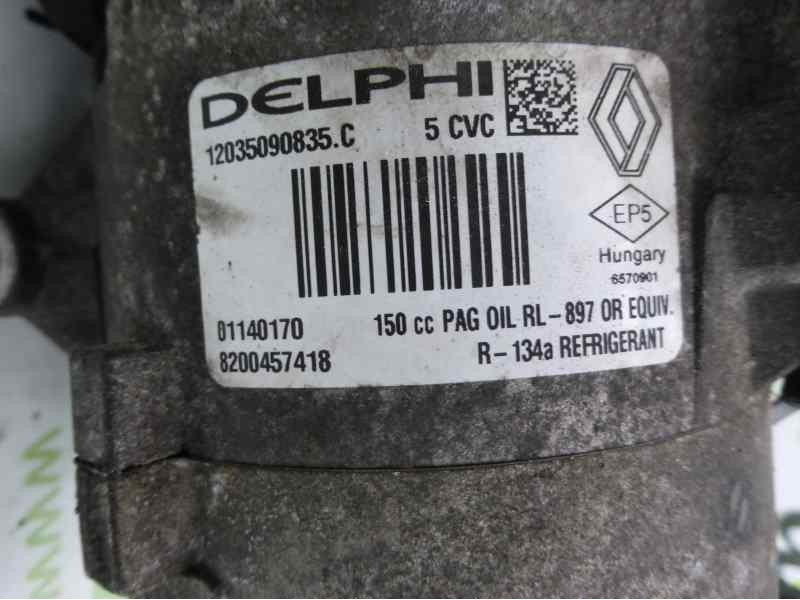 DELPHI
12035090835.C 5 CVC
EP5
Hungary
6570901
01140170 150 cc PAG OIL RL-897 OR EQUIV.
8200457418 R-134a REFRIGERANT